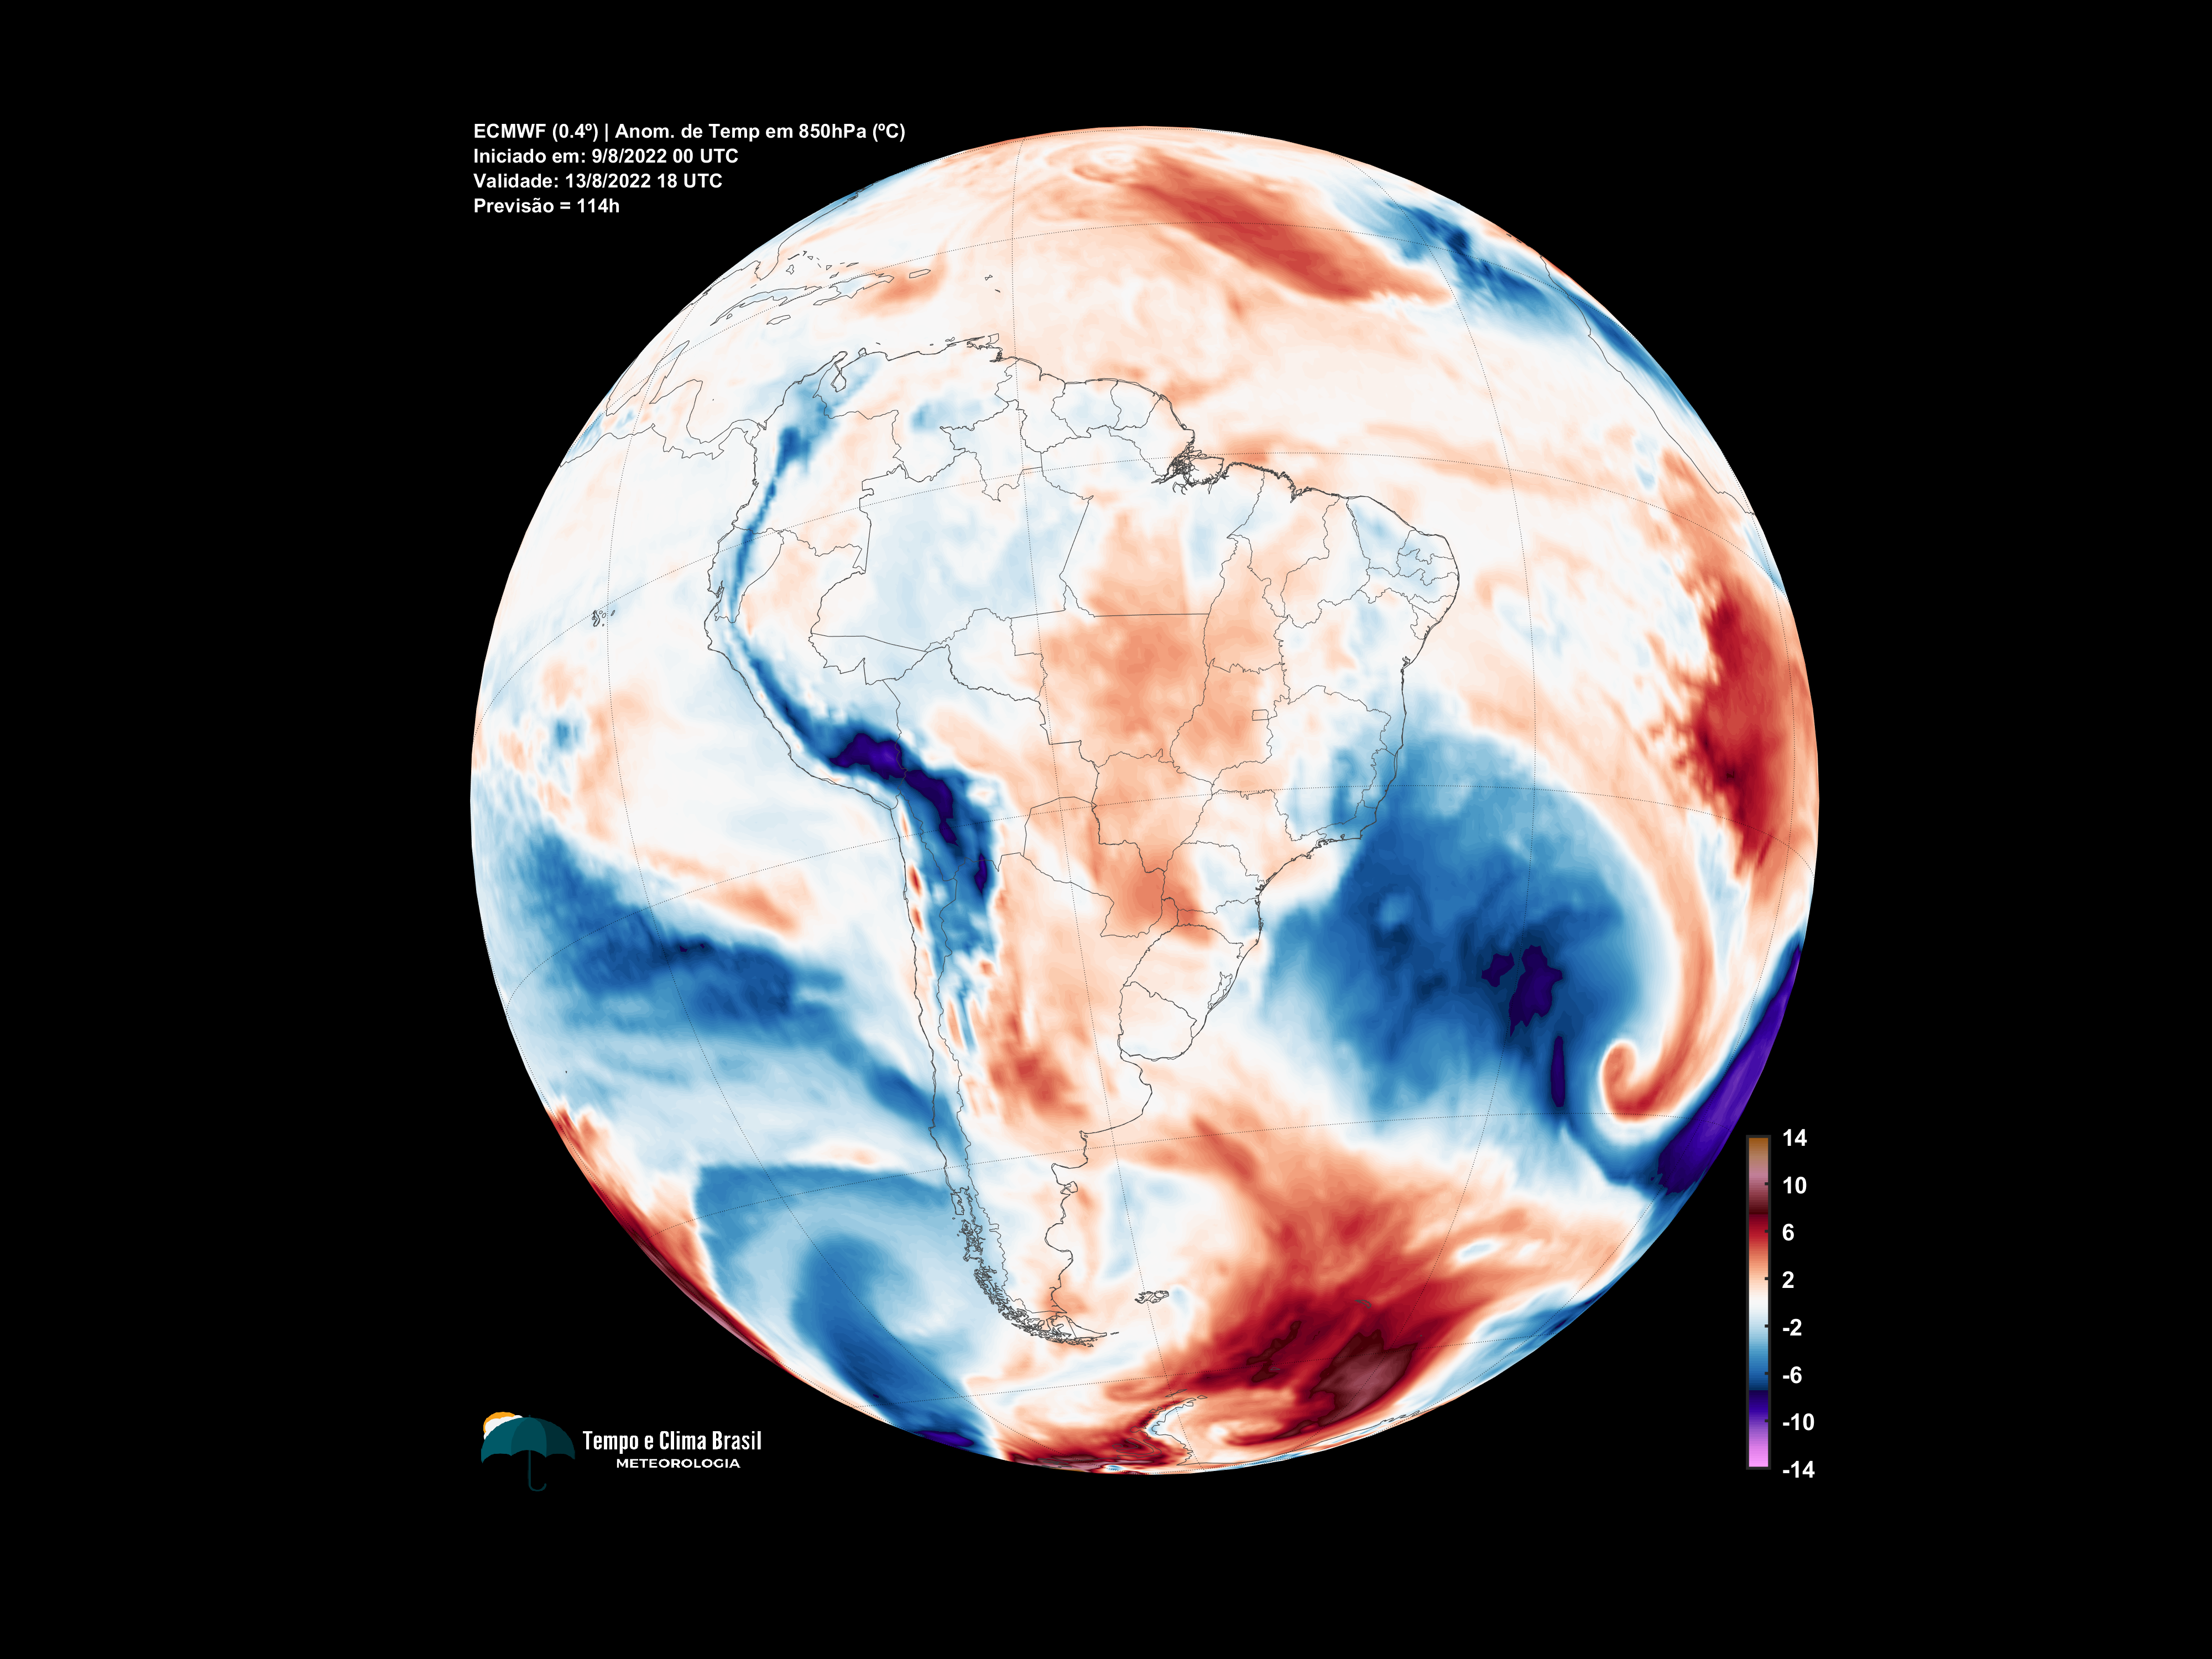 ECMWF (0.4º) | Anom. de Temp em 850hPa (ºC)
Iniciado em: 9/8/2022 00 UTC
Validade: 13/8/2022 18 UTC
Previsão = 114h
14
10
6
2
-2
-6
-10
-14
Tempo e Clima Brasil
METEOROLOGIA